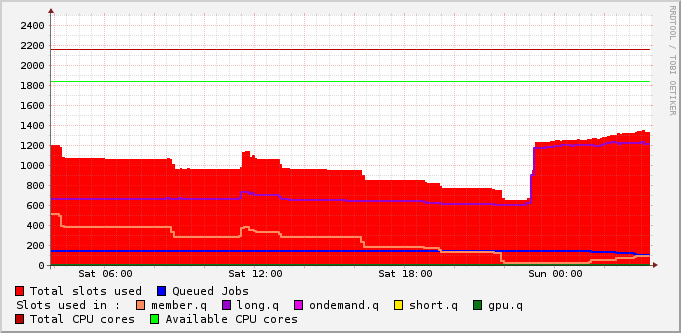 2400
2200
2000
1800
1600
1400
1200
1000
800
600
400
200
0
Sat 06:00 Sat 12:00 Sat 18:00 Sun 00:00
RRDTOOL / TOBI OETIKER
Total slots used Queued Jobs
Slots used in : member.q long.q ondemand.q short.q gpu.q
Total CPU cores Available CPU cores